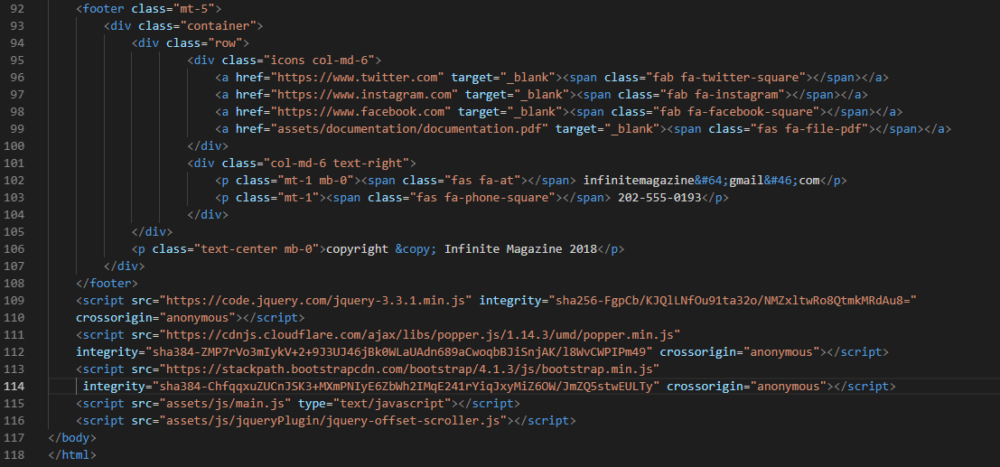 92 <footer class="mt-5">
93 <div class="container">
94 <div class="row">
95 <div class="icons col-md-6">
96 <a href="https://www.twitter.com" target="_blank"><span class="fab fa-twitter-square"></span></a>
97 <a href="https://www.instagram.com" target="_blank"><span class="fab fa-instagram"></span></a>
98 <a href="https://www.facebook.com" target="_blank"><span class="fab fa-facebook-square"></span></a>
99 <a href="assets/documentation/documentation.pdf" target="_blank"><span class="fas fa-file-pdf"></span></a>
100 </div>
101 <div class="col-md-6 text-right">
102 <p class="mt-1 mb-0"><span class="fas fa-at"></span> infinitemagazine&#64;gmail&#46;com</p>
103 <p class="mt-1"><span class="fas fa-phone-square"></span> 202-555-0193</p>
104 </div>
105 </div>
106 <p class="text-center mb-0">copyright &copy; Infinite Magazine 2018</p>
107 </div>
108 </footer>
109 <script src="https://code.jquery.com/jquery-3.3.1.min.js" integrity="sha256-FgpCb/KJQlLNfOu91ta32o/NMZxltwRo8QtmkMRdAu8="
110 crossorigin="anonymous"></script>
111 <script src="https://cdnjs.cloudflare.com/ajax/libs/popper.js/1.14.3/umd/popper.min.js"
112 integrity="sha384-ZMP7rVo3mIykV+2+9J3UJ46jBk0WLaUAdn689aCwoqbBJiSnjAK/l8WvCWPIPm49" crossorigin="anonymous"></script>
113 <script src="https://stackpath.bootstrapcdn.com/bootstrap/4.1.3/js/bootstrap.min.js"
114 integrity="sha384-ChfqqxuZUCnJSK3+MXmPNIyE6ZbWh2IMqE241rYiqJxyMiZ6OW/JmZQ5stwEULTy" crossorigin="anonymous"></script>
115 <script src="assets/js/main.js" type="text/javascript"></script>
116 <script src="assets/js/jqueryPlugin/jquery-offset-scroller.js"></script>
117 </body>
118 </html>